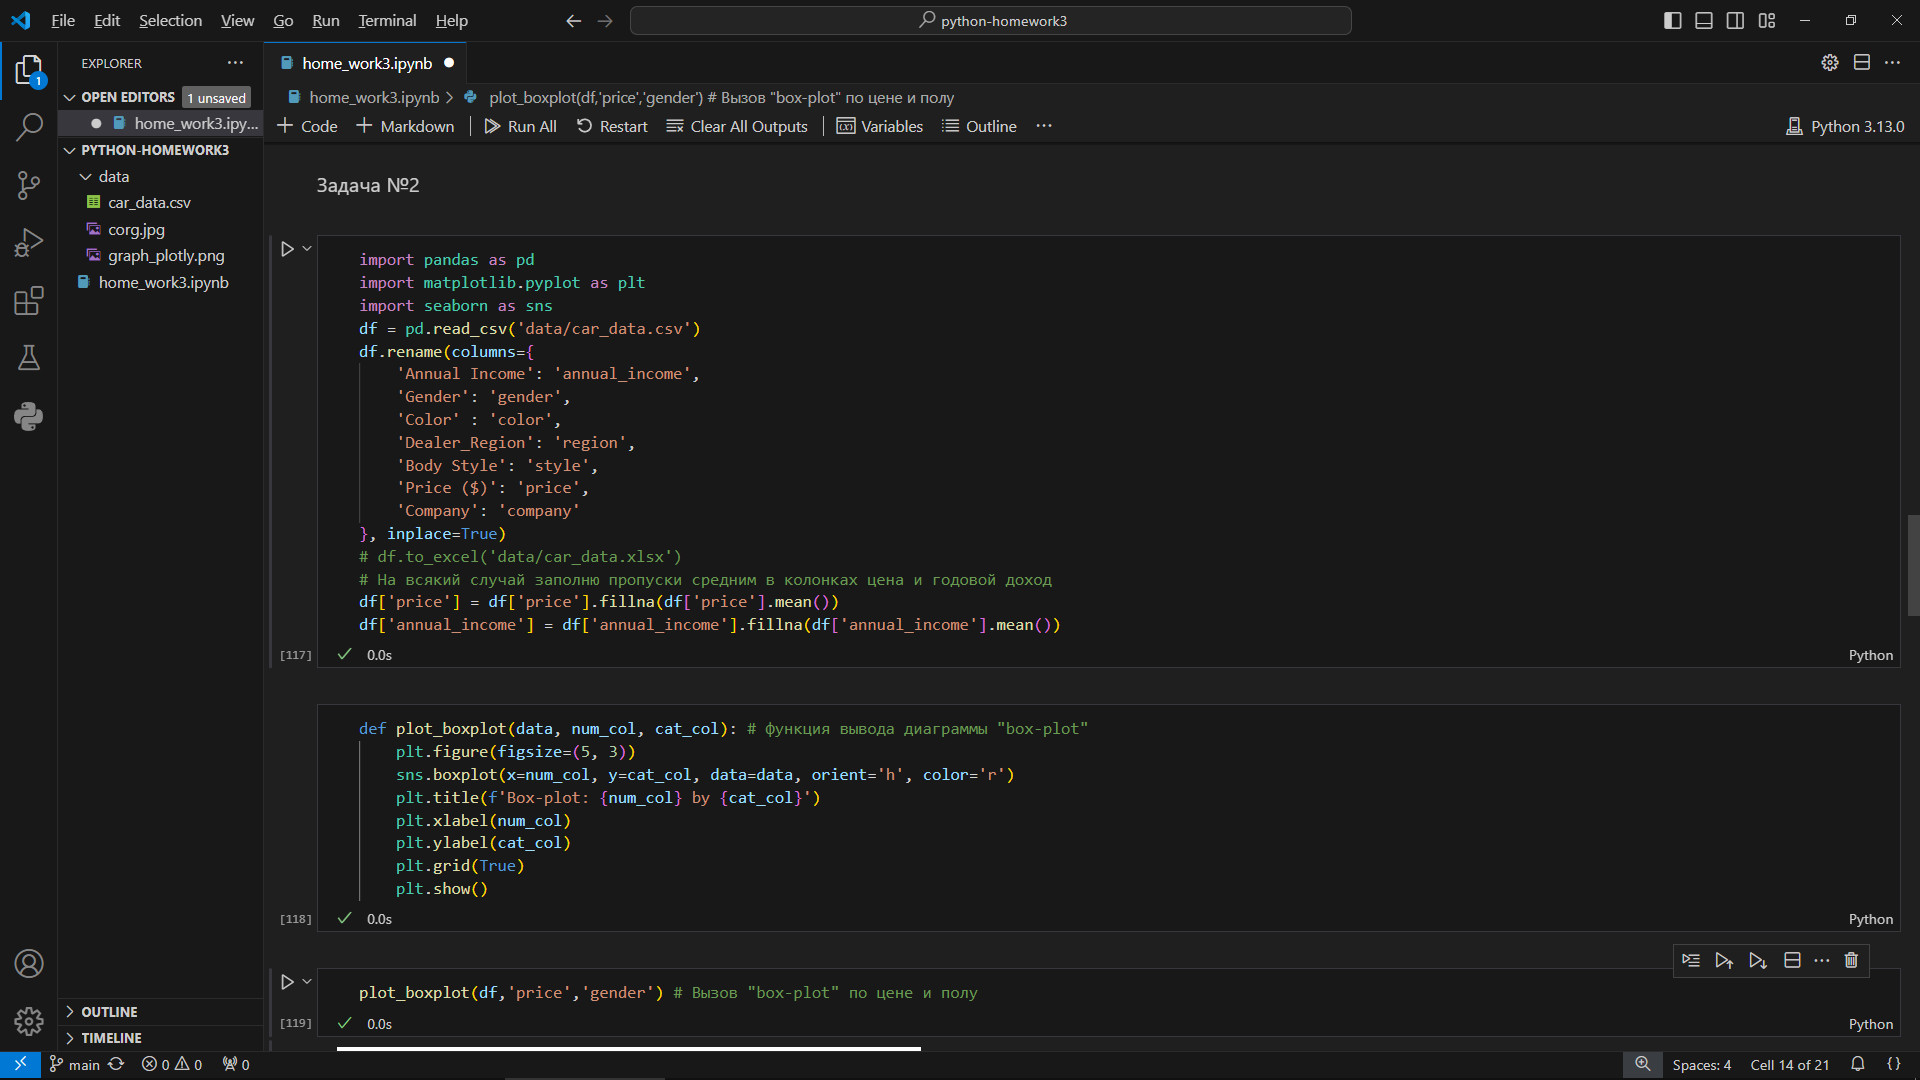 File Edit Selection View Go Run Terminal Help
python-homework3
EXPLORER
OPEN EDITORS 1 unsaved
home_work3.ipy...
PYTHON-HOMEWORK3
data
car_data.csv
corg.jpg
graph_plotly.png
home_work3.ipynb
OUTLINE
TIMELINE
home_work3.ipynb
home_work3.ipynb > plot_boxplot(df,'price','gender') # Вызов "box-plot" по цене и полу
+ Code + Markdown Run All Restart Clear All Outputs Variables Outline ... Python 3.13.0
Задача №2
import pandas as pd
import matplotlib.pyplot as plt
import seaborn as sns
df = pd.read_csv('data/car_data.csv')
df.rename(columns={
    'Annual Income': 'annual_income',
    'Gender': 'gender',
    'Color' : 'color',
    'Dealer_Region': 'region',
    'Body Style': 'style',
    'Price ($)': 'price',
    'Company': 'company'
}, inplace=True)
# df.to_excel('data/car_data.xlsx')
# На всякий случай заполню пропуски средним в колонках цена и годовой доход
df['price'] = df['price'].fillna(df['price'].mean())
df['annual_income'] = df['annual_income'].fillna(df['annual_income'].mean())
[117] 0.0s Python
def plot_boxplot(data, num_col, cat_col): # функция вывода диаграммы "box-plot"
    plt.figure(figsize=(5, 3))
    sns.boxplot(x=num_col, y=cat_col, data=data, orient='h', color='r')
    plt.title(f'Box-plot: {num_col} by {cat_col}')
    plt.xlabel(num_col)
    plt.ylabel(cat_col)
    plt.grid(True)
    plt.show()
[118] 0.0s Python
plot_boxplot(df,'price','gender') # Вызов "box-plot" по цене и полу
[119] 0.0s Python
main 0 0 0 Spaces: 4 Cell 14 of 21 {}
1